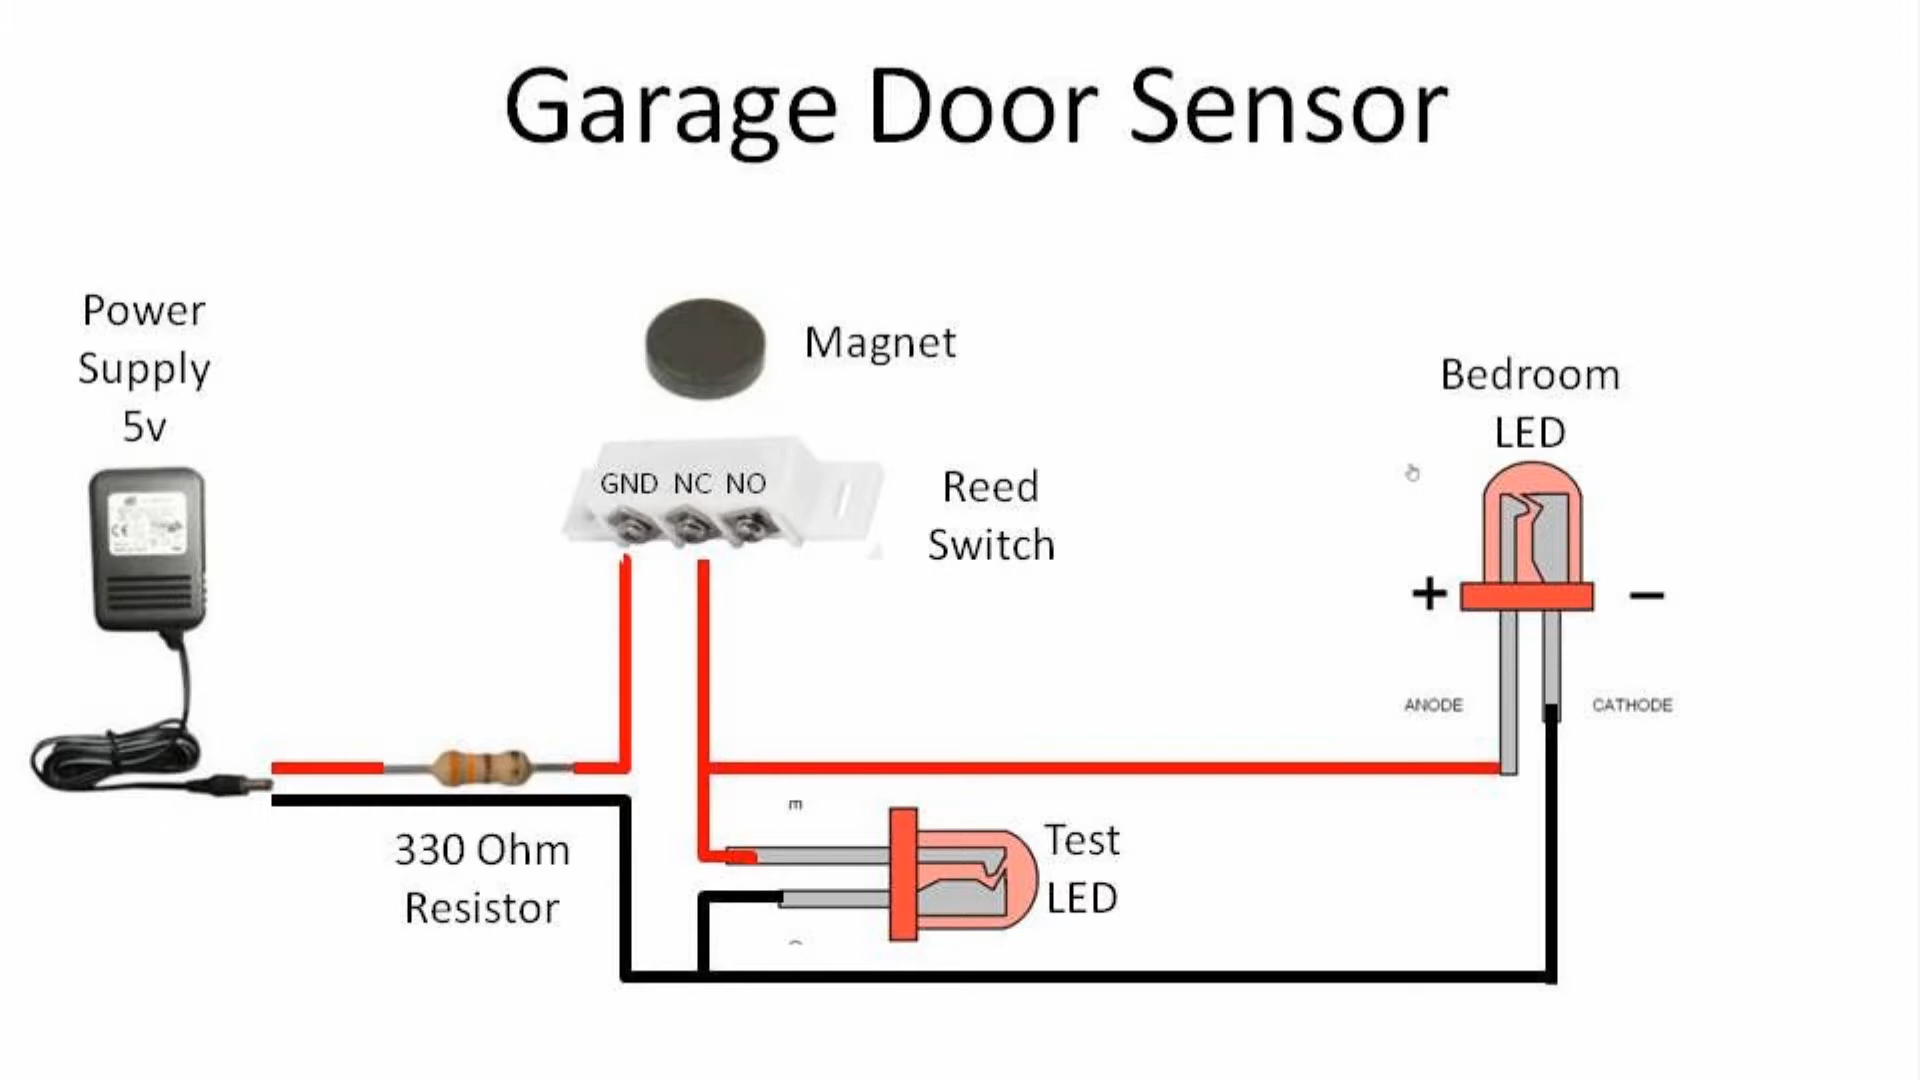 Garage Door Sensor
Power
Supply
5v
Magnet
GND NC NO
Reed
Switch
Bedroom
LED
+ −
ANODE
CATHODE
330 Ohm
Resistor
Test
LED